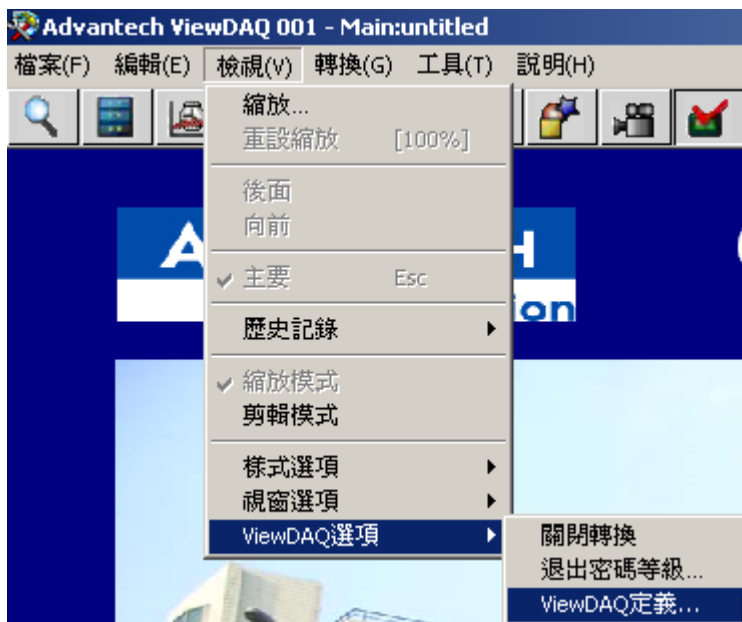 Advantech ViewDAQ 001 - Main:untitled
檔案(F) 編輯(E) 檢視(V) 轉換(G) 工具(T) 說明(H)
縮放...
重設縮放 [100%]
後面
向前
✓ 主要 Esc
歷史記錄
✓ 縮放模式
剪輯模式
樣式選項
視窗選項
ViewDAQ選項
關閉轉換
退出密碼等級...
ViewDAQ定義...